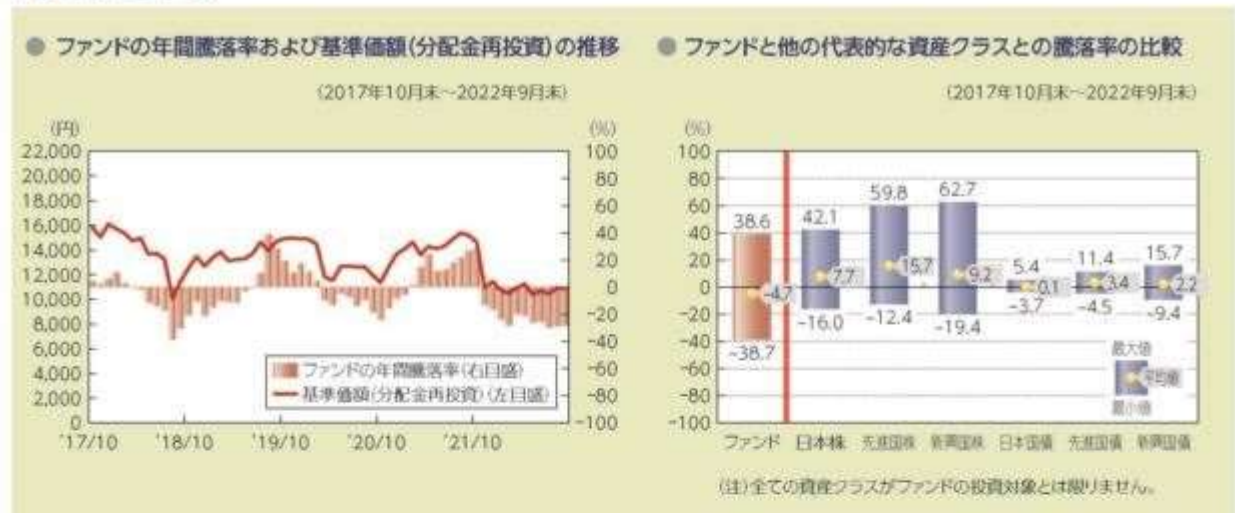 ● ファンドの年間騰落率および基準価額(分配金再投資)の推移
(2017年10月末～2022年9月末)
(円)
(%)
22,000
20,000
18,000
16,000
14,000
12,000
10,000
8,000
6,000
4,000
2,000
0
100
80
60
40
20
0
-20
-40
-60
-80
-100
ファンドの年間騰落率(右目盛)
基準価額(分配金再投資)(左目盛)
'17/10 '18/10 '19/10 '20/10 '21/10
● ファンドと他の代表的な資産クラスとの騰落率の比較
(2017年10月末～2022年9月末)
(%)
100
80
60
40
20
0
-20
-40
-60
-80
-100
38.6 42.1 59.8 62.7 5.4 11.4 15.7
-4.7 7.7 15.7 9.2 0.1 3.4 2.2
-38.7 -16.0 -12.4 -19.4 -3.7 -4.5 -9.4
最大値
平均値
最小値
ファンド 日本株 先進国株 新興国株 日本国債 先進国債 新興国債
(注)全ての資産クラスがファンドの投資対象とは限りません。